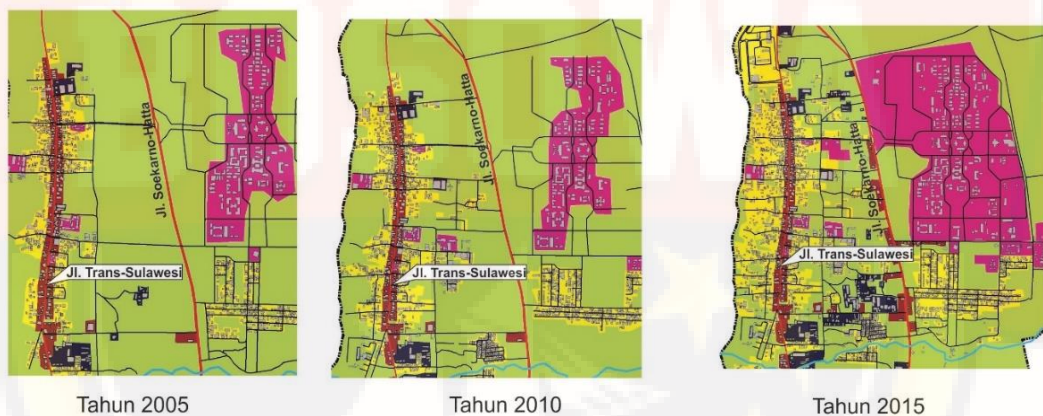 Jl. Soekarno-Hatta
Jl. Trans-Sulawesi
Tahun 2005
Jl. Soekarno-Hatta
Jl. Trans-Sulawesi
Tahun 2010
Jl. Soekarno-Hatta
Jl. Trans-Sulawesi
Tahun 2015